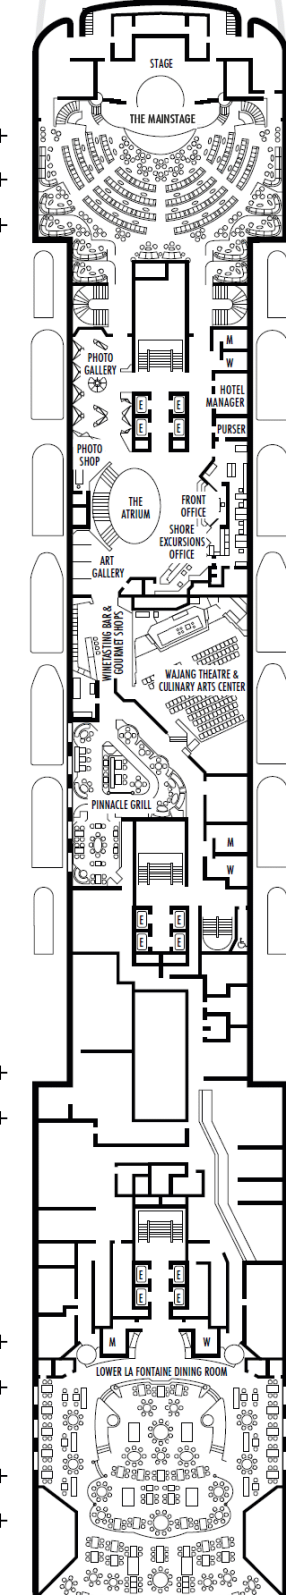 STAGE
THE MAINSTAGE
M
W
PHOTO
GALLERY
HOTEL
MANAGER
E
E
E
E
PURSER
PHOTO
SHOP
THE
ATRIUM
FRONT
OFFICE
SHORE
EXCURSIONS
OFFICE
ART
GALLERY
WINETASTING BAR &
GOURMET SHOPS
WAJANG THEATRE &
CULINARY ARTS CENTER
PINNACLE GRILL
M
W
E
E
E
E
E
E
E
E
M
W
LOWER LA FONTAINE DINING ROOM